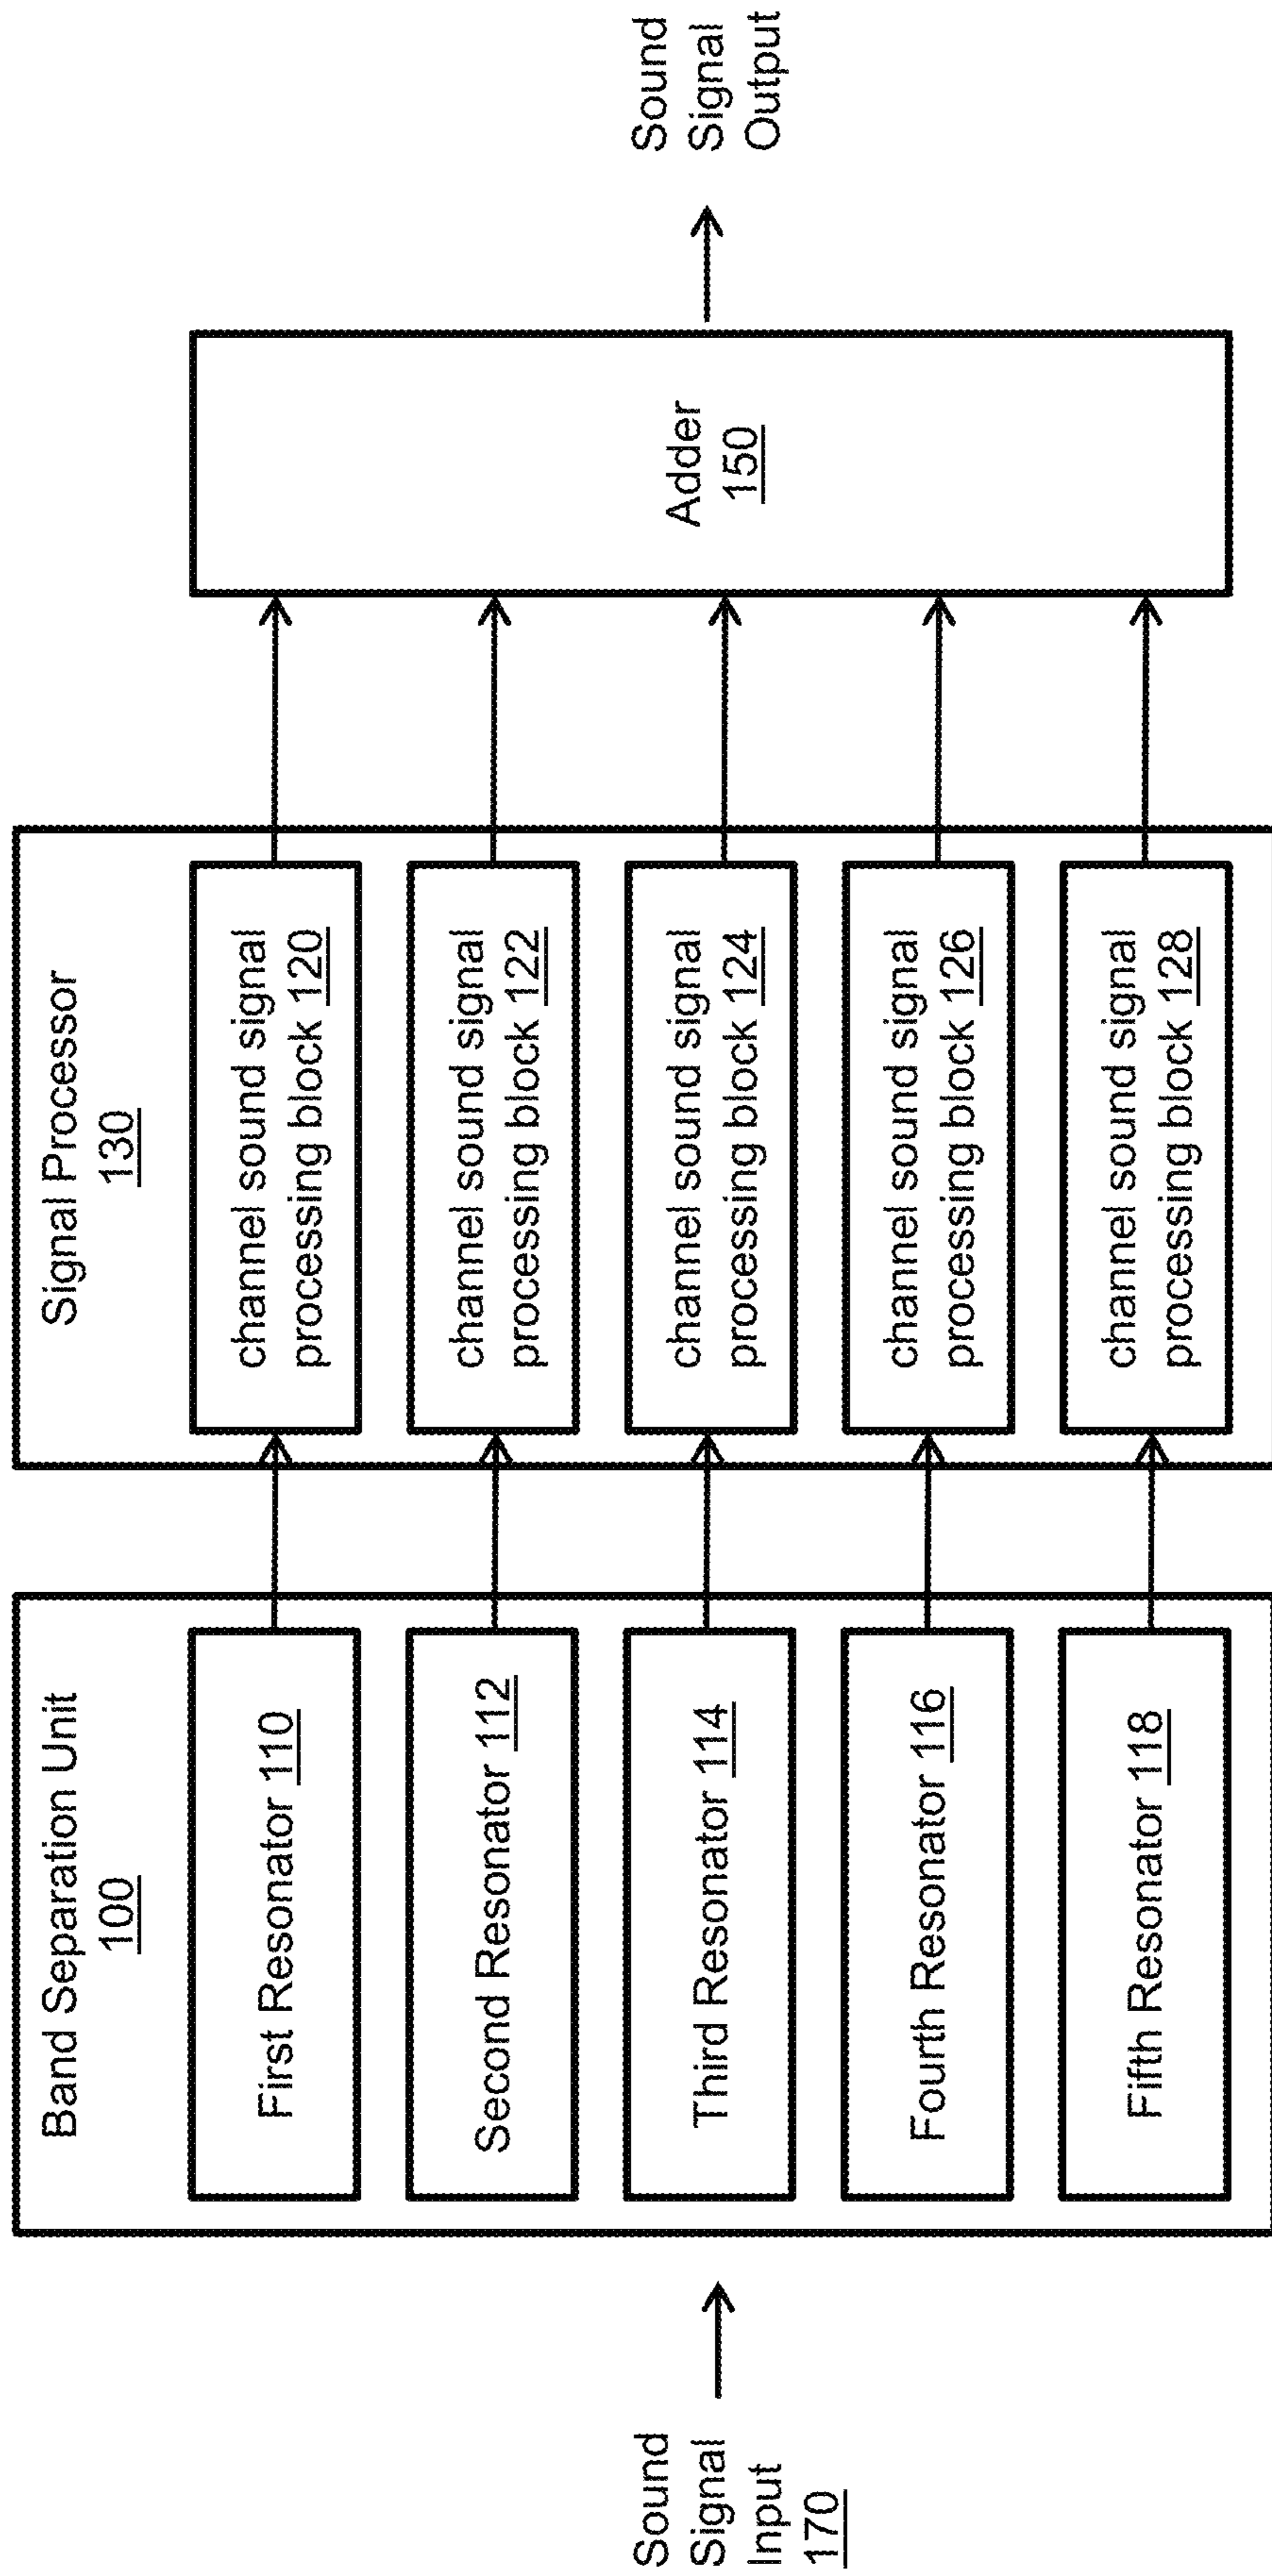 Sound
Signal
Input
170
Band Separation Unit
100
First Resonator 110
Second Resonator 112
Third Resonator 114
Fourth Resonator 116
Fifth Resonator 118
Signal Processor
130
channel sound signal
processing block 120
channel sound signal
processing block 122
channel sound signal
processing block 124
channel sound signal
processing block 126
channel sound signal
processing block 128
Adder
150
Sound
Signal
Output